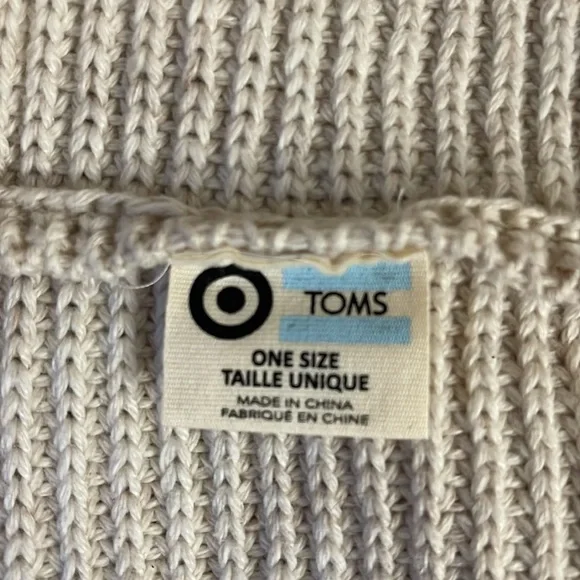 TOMS
ONE SIZE
TAILLE UNIQUE
MADE IN CHINA
FABRIQUÉ EN CHINE